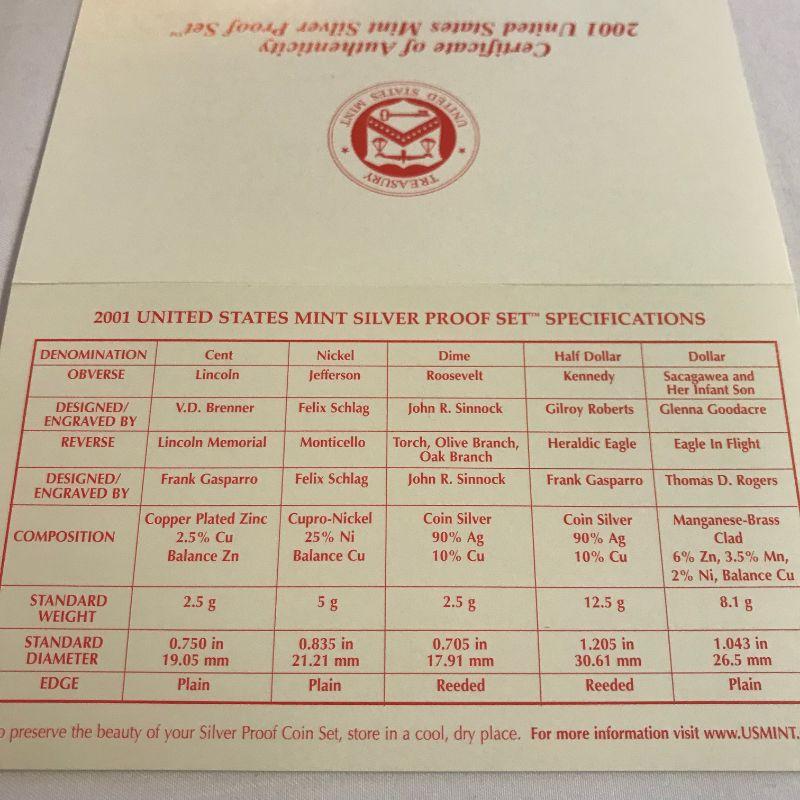 Certificate of Authenticity
2001 United States Mint Silver Proof Set™
TREASURY
UNITED STATES MINT
2001 UNITED STATES MINT SILVER PROOF SET™ SPECIFICATIONS
DENOMINATION Cent Nickel Dime Half Dollar Dollar
OBVERSE Lincoln Jefferson Roosevelt Kennedy Sacagawea and
Her Infant Son
DESIGNED/ V.D. Brenner Felix Schlag John R. Sinnock Gilroy Roberts Glenna Goodacre
ENGRAVED BY
REVERSE Lincoln Memorial Monticello Torch, Olive Branch, Heraldic Eagle Eagle In Flight
Oak Branch
DESIGNED/ Frank Gasparro Felix Schlag John R. Sinnock Frank Gasparro Thomas D. Rogers
ENGRAVED BY
Copper Plated Zinc Cupro-Nickel Coin Silver Coin Silver Manganese-Brass
COMPOSITION 2.5% Cu 25% Ni 90% Ag 90% Ag Clad
Balance Zn Balance Cu 10% Cu 10% Cu 6% Zn, 3.5% Mn,
2% Ni, Balance Cu
STANDARD 2.5 g 5 g 2.5 g 12.5 g 8.1 g
WEIGHT
STANDARD 0.750 in 0.835 in 0.705 in 1.205 in 1.043 in
DIAMETER 19.05 mm 21.21 mm 17.91 mm 30.61 mm 26.5 mm
EDGE Plain Plain Reeded Reeded Plain
o preserve the beauty of your Silver Proof Coin Set, store in a cool, dry place. For more information visit www.USMINT.